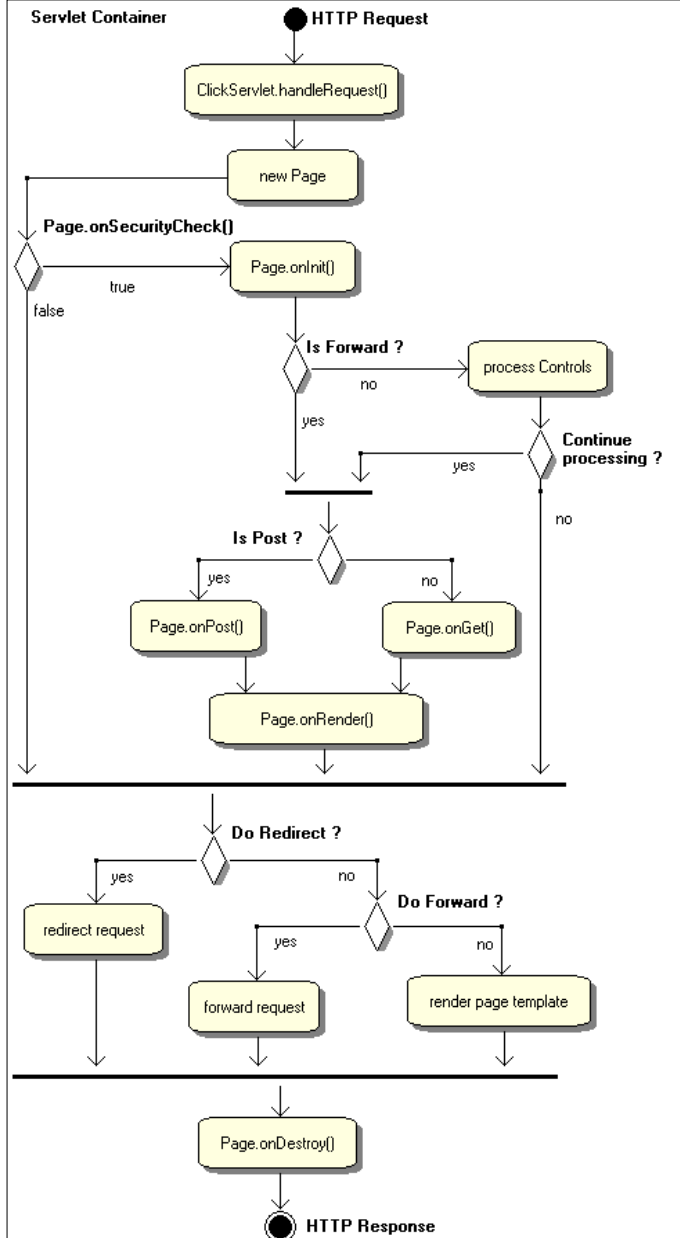 Servlet Container
HTTP Request
ClickServlet.handleRequest()
new Page
Page.onSecurityCheck()
Page.onInit()
true
false
Is Forward ?
process Controls
no
yes
Continue
processing ?
yes
no
Is Post ?
yes
no
Page.onPost()
Page.onGet()
Page.onRender()
Do Redirect ?
yes
no
Do Forward ?
redirect request
yes
no
forward request
render page template
Page.onDestroy()
HTTP Response